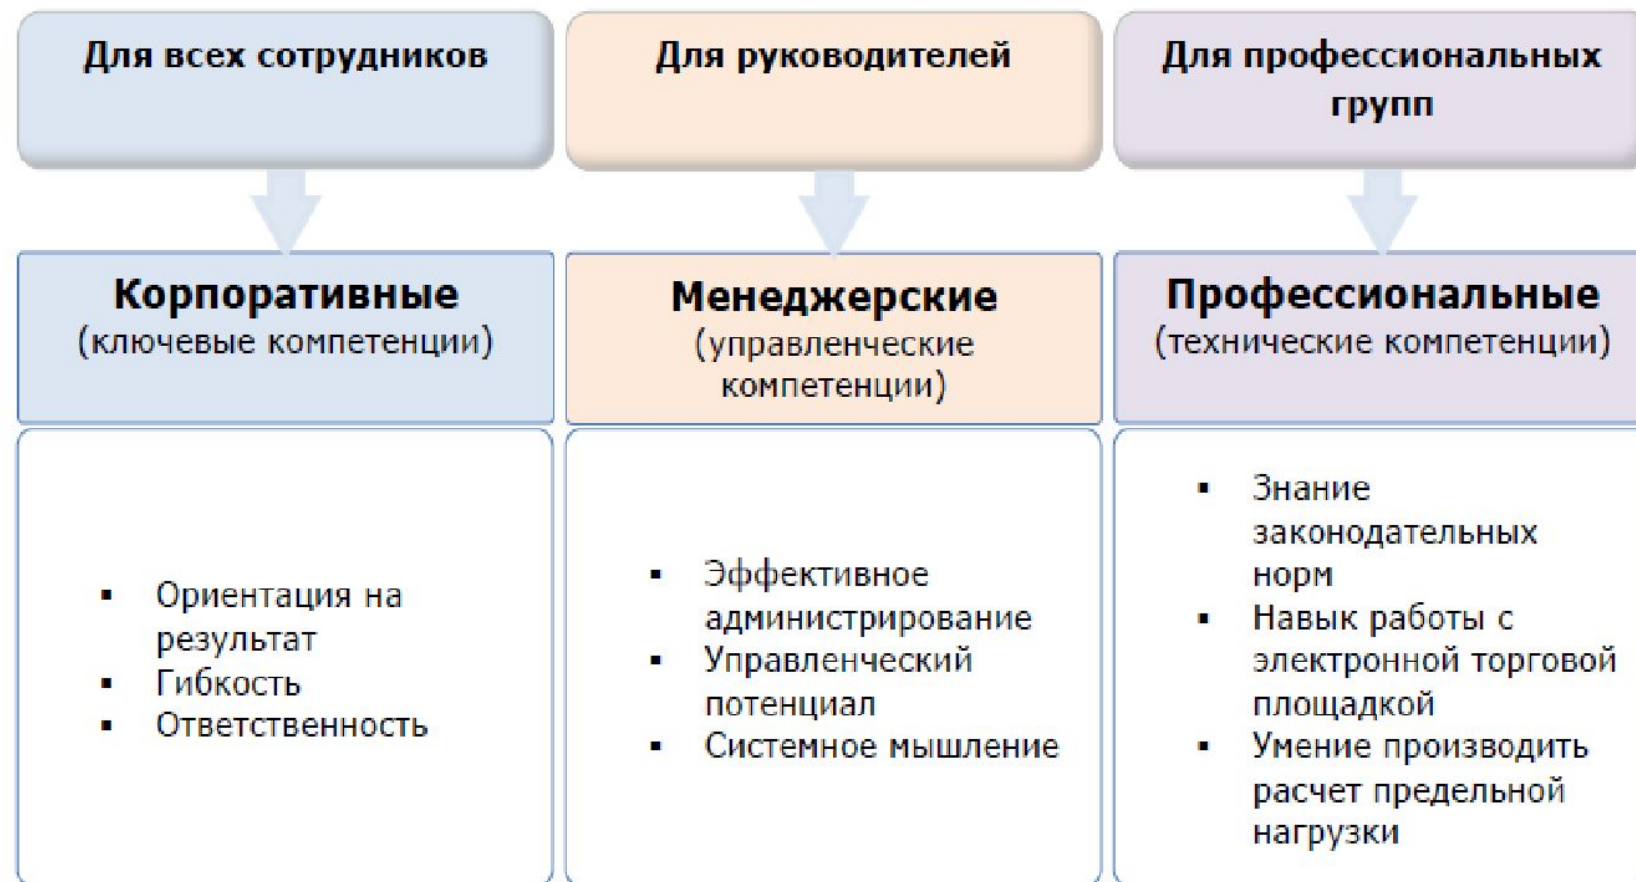 Для всех сотрудников
Для руководителей
Для профессиональных
групп
Корпоративные
(ключевые компетенции)
Менеджерские
(управленческие
компетенции)
Профессиональные
(технические компетенции)
▪ Ориентация на
результат
▪ Гибкость
▪ Ответственность
▪ Эффективное
администрирование
▪ Управленческий
потенциал
▪ Системное мышление
▪ Знание
законодательных
норм
▪ Навык работы с
электронной торговой
площадкой
▪ Умение производить
расчет предельной
нагрузки